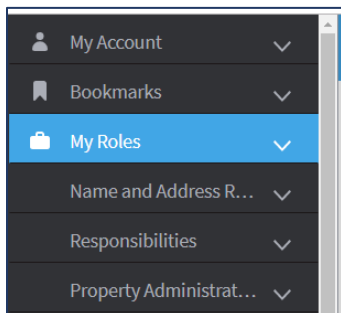 My Account
Bookmarks
My Roles
Name and Address R...
Responsibilities
Property Administrat...